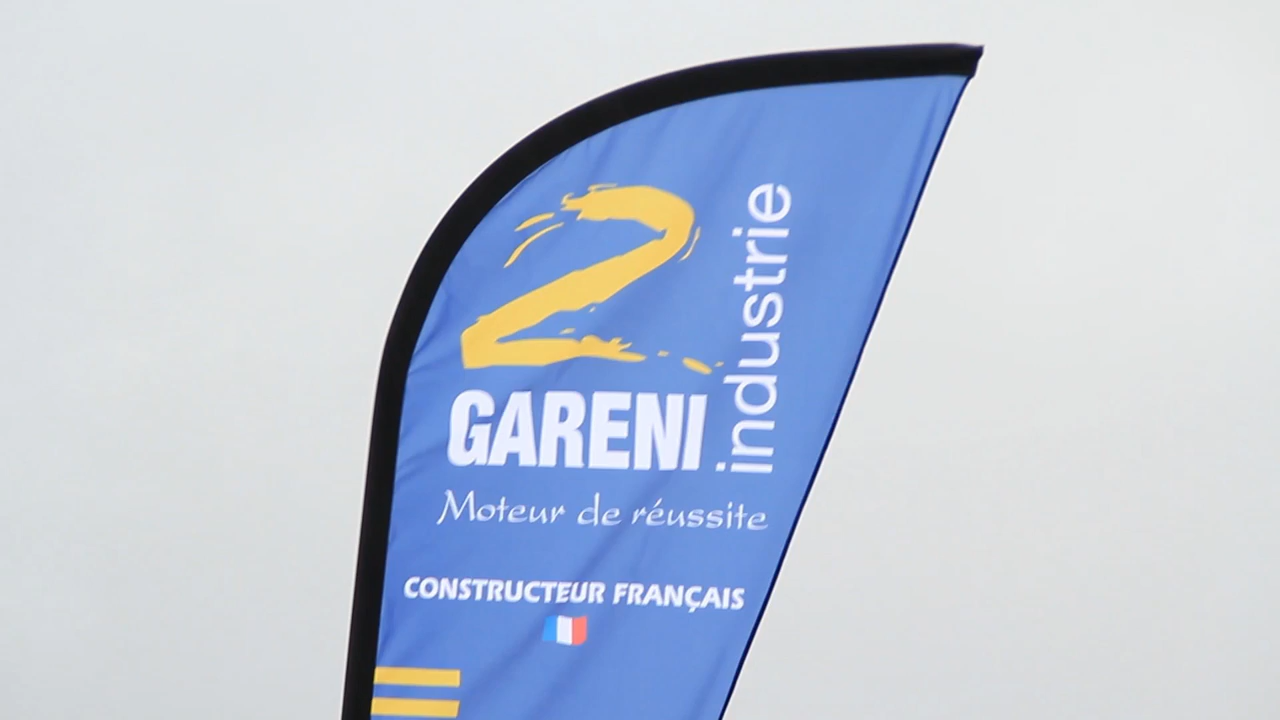 2
GARENI
industrie
Moteur de réussite
CONSTRUCTEUR FRANÇAIS